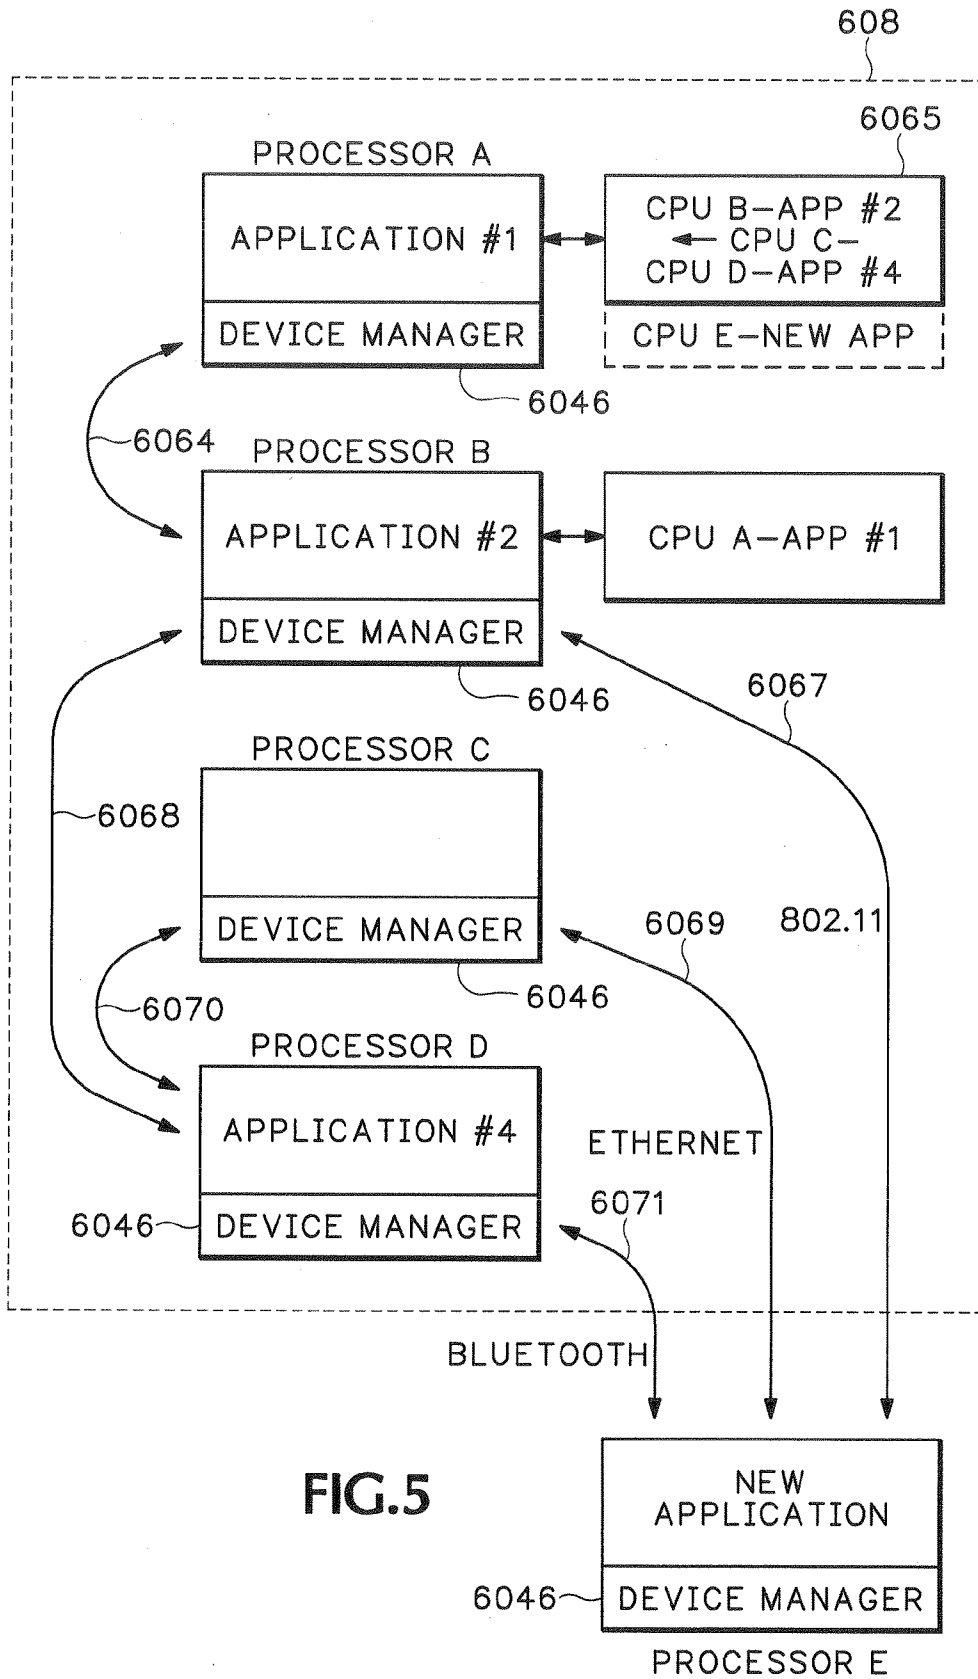 608
6065
PROCESSOR A
APPLICATION #1
DEVICE MANAGER
CPU B-APP #2
CPU C-
CPU D-APP #4
CPU E-NEW APP
6046
6064
PROCESSOR B
APPLICATION #2
DEVICE MANAGER
CPU A-APP #1
6046
6067
PROCESSOR C
6068
DEVICE MANAGER
6069
802.11
6046
6070
PROCESSOR D
APPLICATION #4
ETHERNET
6046
DEVICE MANAGER
6071
BLUETOOTH
FIG.5
NEW
APPLICATION
6046
DEVICE MANAGER
PROCESSOR E